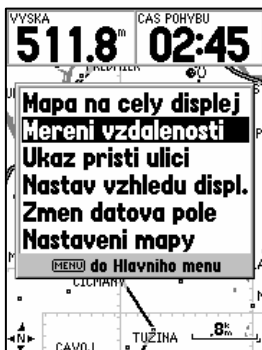 VYSKA CAS POHYBU
511.8m 02:45
Mapa na cely displej
Mereni vzdalenosti
Ukaz pristi ulici
Nastav vzhledu displ.
Zmen datova pole
Nastaveni mapy
MENU do Hlavniho menu
CICMANY
TUŽINA .8km
N
CAVOJ